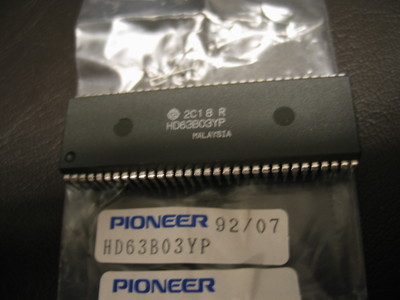 2C18 R
HD63B03YP
MALAYSIA
PIONEER 92/07
HD63B03YP
PIONEER